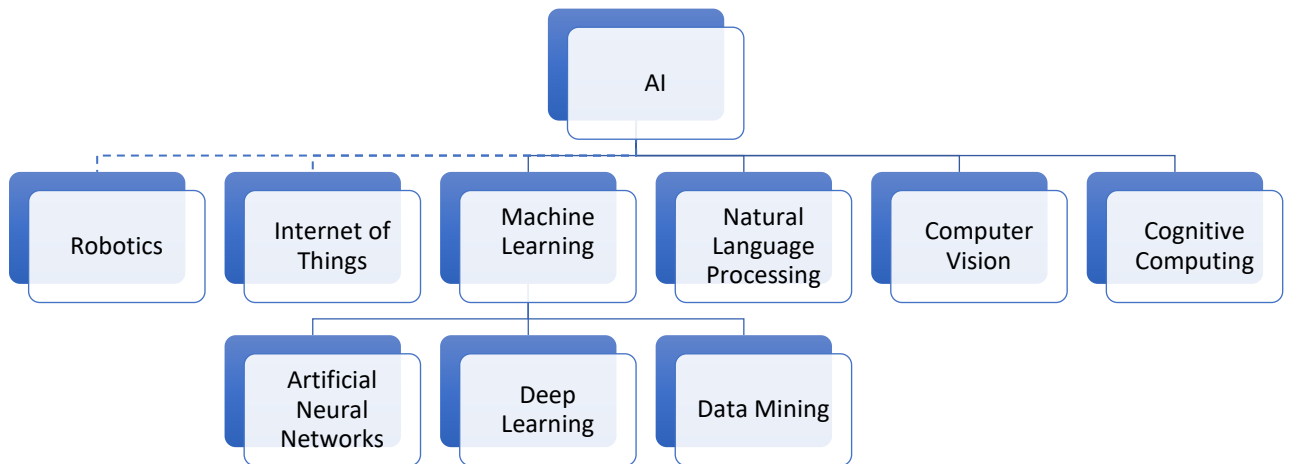 AI
Robotics
Internet of
Things
Machine
Learning
Natural
Language
Processing
Computer
Vision
Cognitive
Computing
Artificial
Neural
Networks
Deep
Learning
Data Mining